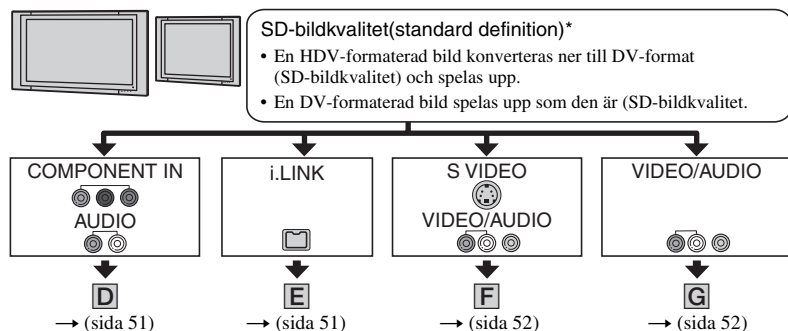 SD-bildkvalitet(standard definition)*
• En HDV-formaterad bild konverteras ner till DV-format
(SD-bildkvalitet) och spelas upp.
• En DV-formaterad bild spelas upp som den är (SD-bildkvalitet.
COMPONENT IN
AUDIO
i.LINK
S VIDEO
VIDEO/AUDIO
VIDEO/AUDIO
D
→ (sida 51)
E
→ (sida 51)
F
→ (sida 52)
G
→ (sida 52)